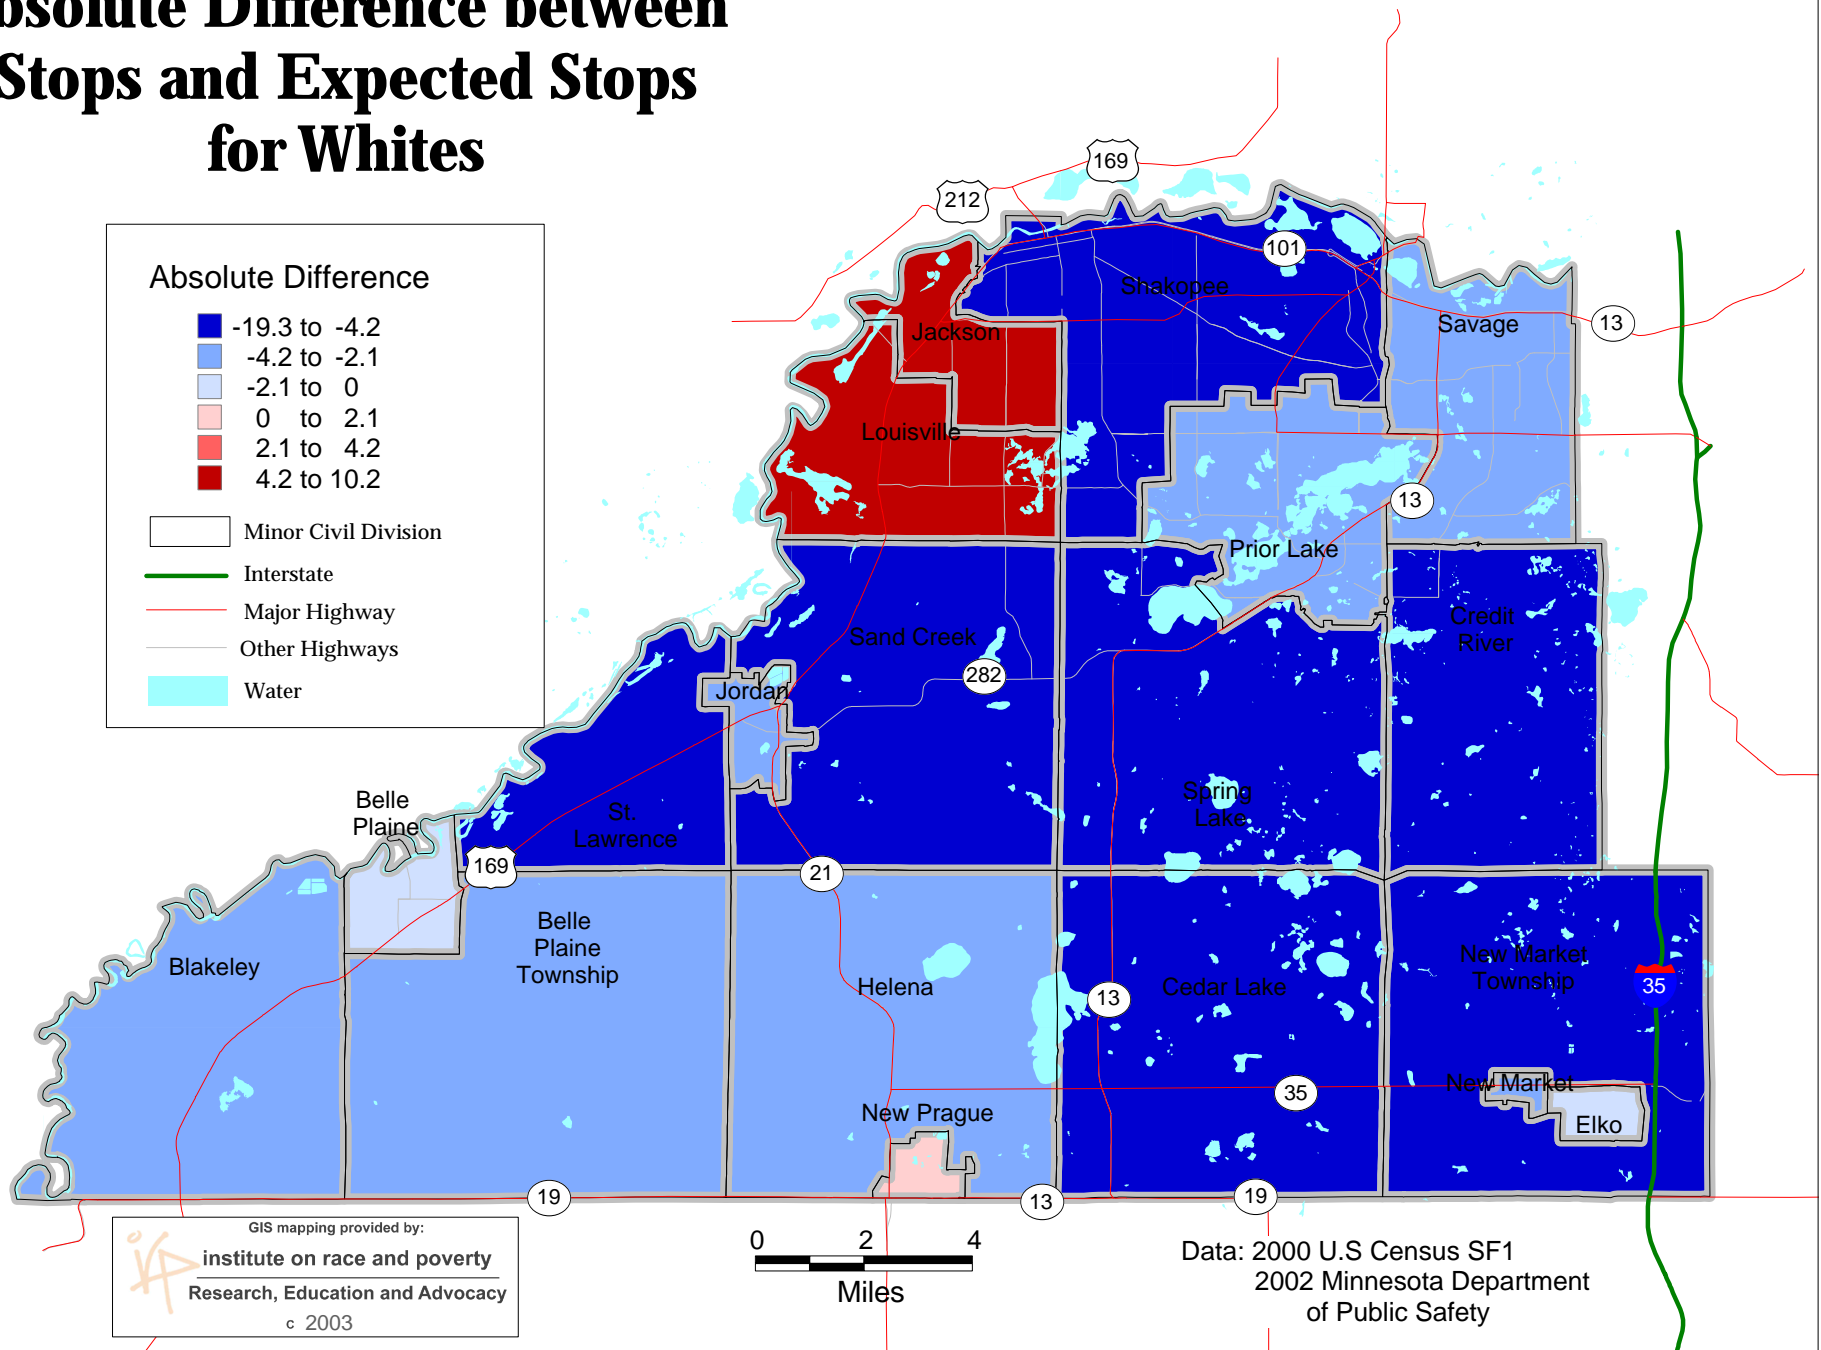 bsolute Difference between
Stops and Expected Stops
for Whites
Absolute Difference
-19.3 to -4.2
-4.2 to -2.1
-2.1 to 0
0 to 2.1
2.1 to 4.2
4.2 to 10.2
Minor Civil Division
Interstate
Major Highway
Other Highways
Water
169
212
101
Shakopee
Jackson
Savage
13
Louisville
13
Prior Lake
Credit
River
Sand Creek
282
Jordan
Spring
Lake
Belle
Plaine
St.
Lawrence
169
21
Belle
Plaine
Township
Blakeley
Helena
13
Cedar Lake
New Market
Township
35
New Market
35
Elko
New Prague
19
13
19
GIS mapping provided by:
institute on race and poverty
Research, Education and Advocacy
c 2003
0 2 4
Miles
Data: 2000 U.S Census SF1
2002 Minnesota Department
of Public Safety